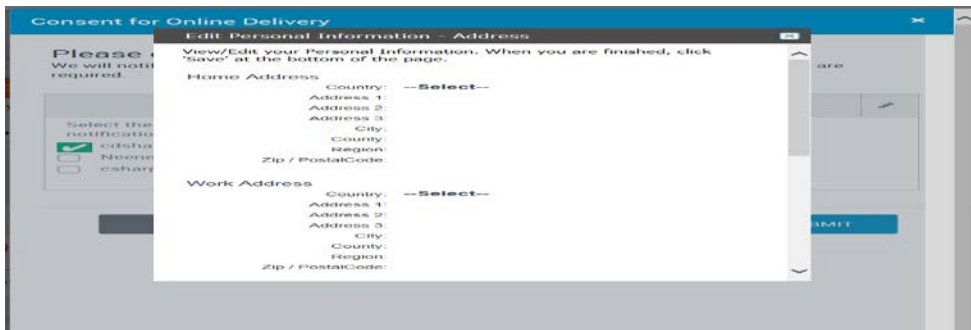 Consent for Online Delivery
Edit Personal Information - Address
Please
We will noti
are
required.
View/Edit your Personal Information. When you are finished, click
'Save' at the bottom of the page.
Home Address
Country: --Select--
Address 1:
Address 2:
Address 3:
City:
County:
Region:
Zip / PostalCode:
Select the
notificatio
cdsha
Neene
csharp
Work Address
Country: --Select--
Address 1:
Address 2:
Address 3:
City:
County:
Region:
Zip / PostalCode:
BMIT